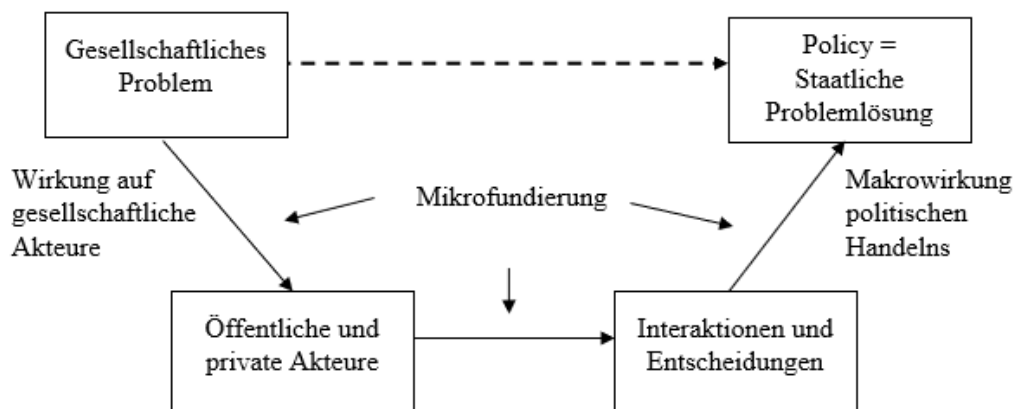 Gesellschaftliches
Problem
Policy =
Staatliche
Problemlösung
Wirkung auf
gesellschaftliche
Akteure
Mikrofundierung
Makrowirkung
politischen
Handelns
Öffentliche und
private Akteure
Interaktionen und
Entscheidungen